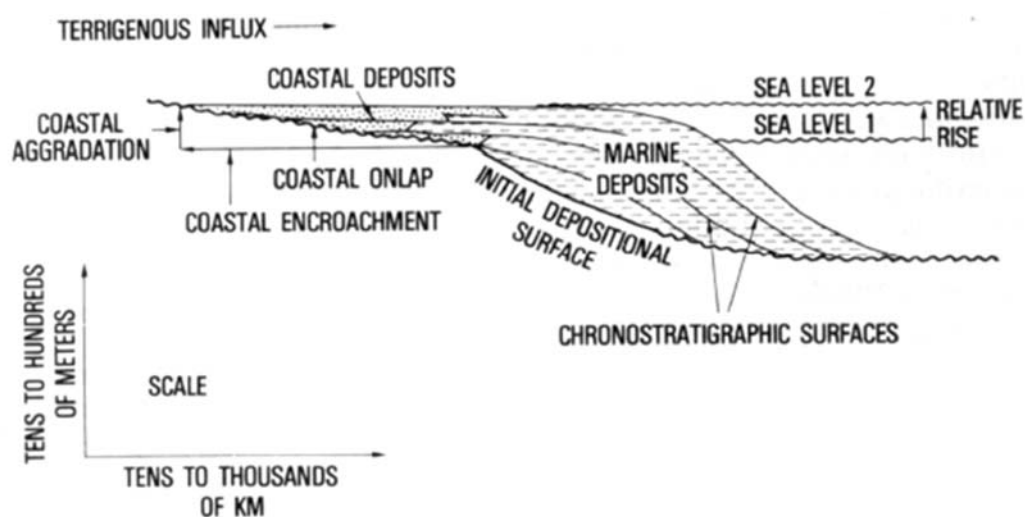 TERRIGENOUS INFLUX
COASTAL DEPOSITS
SEA LEVEL 2
RELATIVE
RISE
SEA LEVEL 1
COASTAL
AGGRADATION
MARINE
DEPOSITS
COASTAL ONLAP
COASTAL ENCROACHMENT
INITIAL DEPOSITIONAL
SURFACE
CHRONOSTRATIGRAPHIC SURFACES
TENS TO HUNDREDS
OF METERS
SCALE
TENS TO THOUSANDS
OF KM